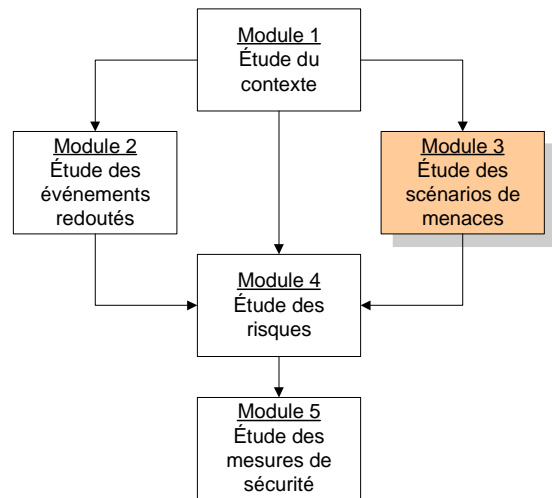 Module 1
Étude du
contexte
Module 2
Étude des
événements
redoutés
Module 3
Étude des
scénarios de
menaces
Module 4
Étude des
risques
Module 5
Étude des
mesures de
sécurité